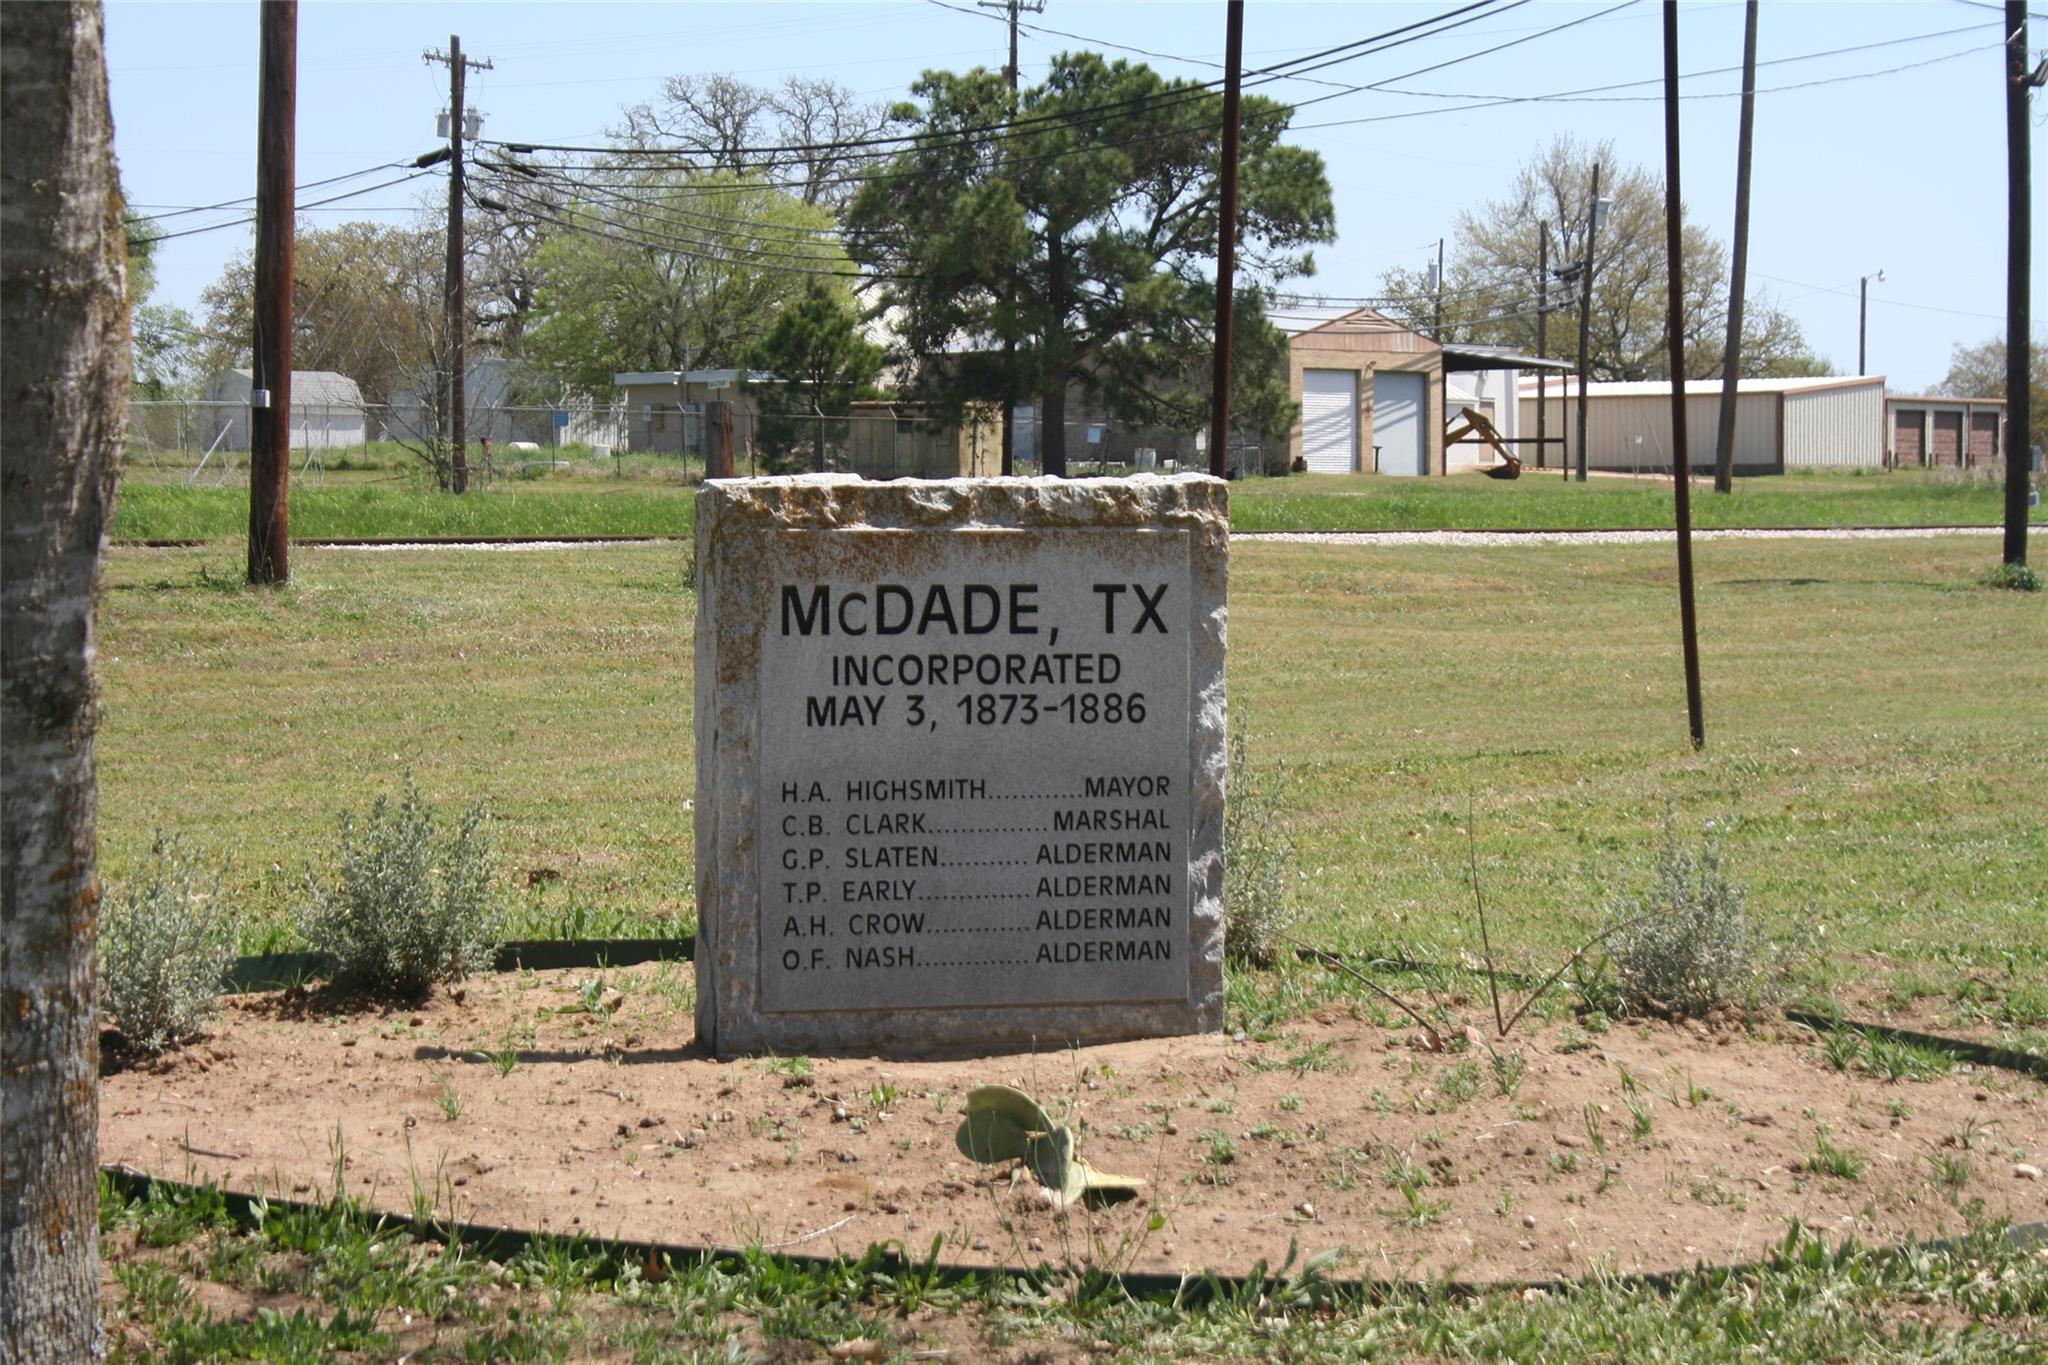 McDADE, TX
INCORPORATED
MAY 3, 1873-1886
H.A. HIGHSMITH............MAYOR
C.B. CLARK............... MARSHAL
G.P. SLATEN........... ALDERMAN
T.P. EARLY.............. ALDERMAN
A.H. CROW............. ALDERMAN
O.F. NASH.............. ALDERMAN